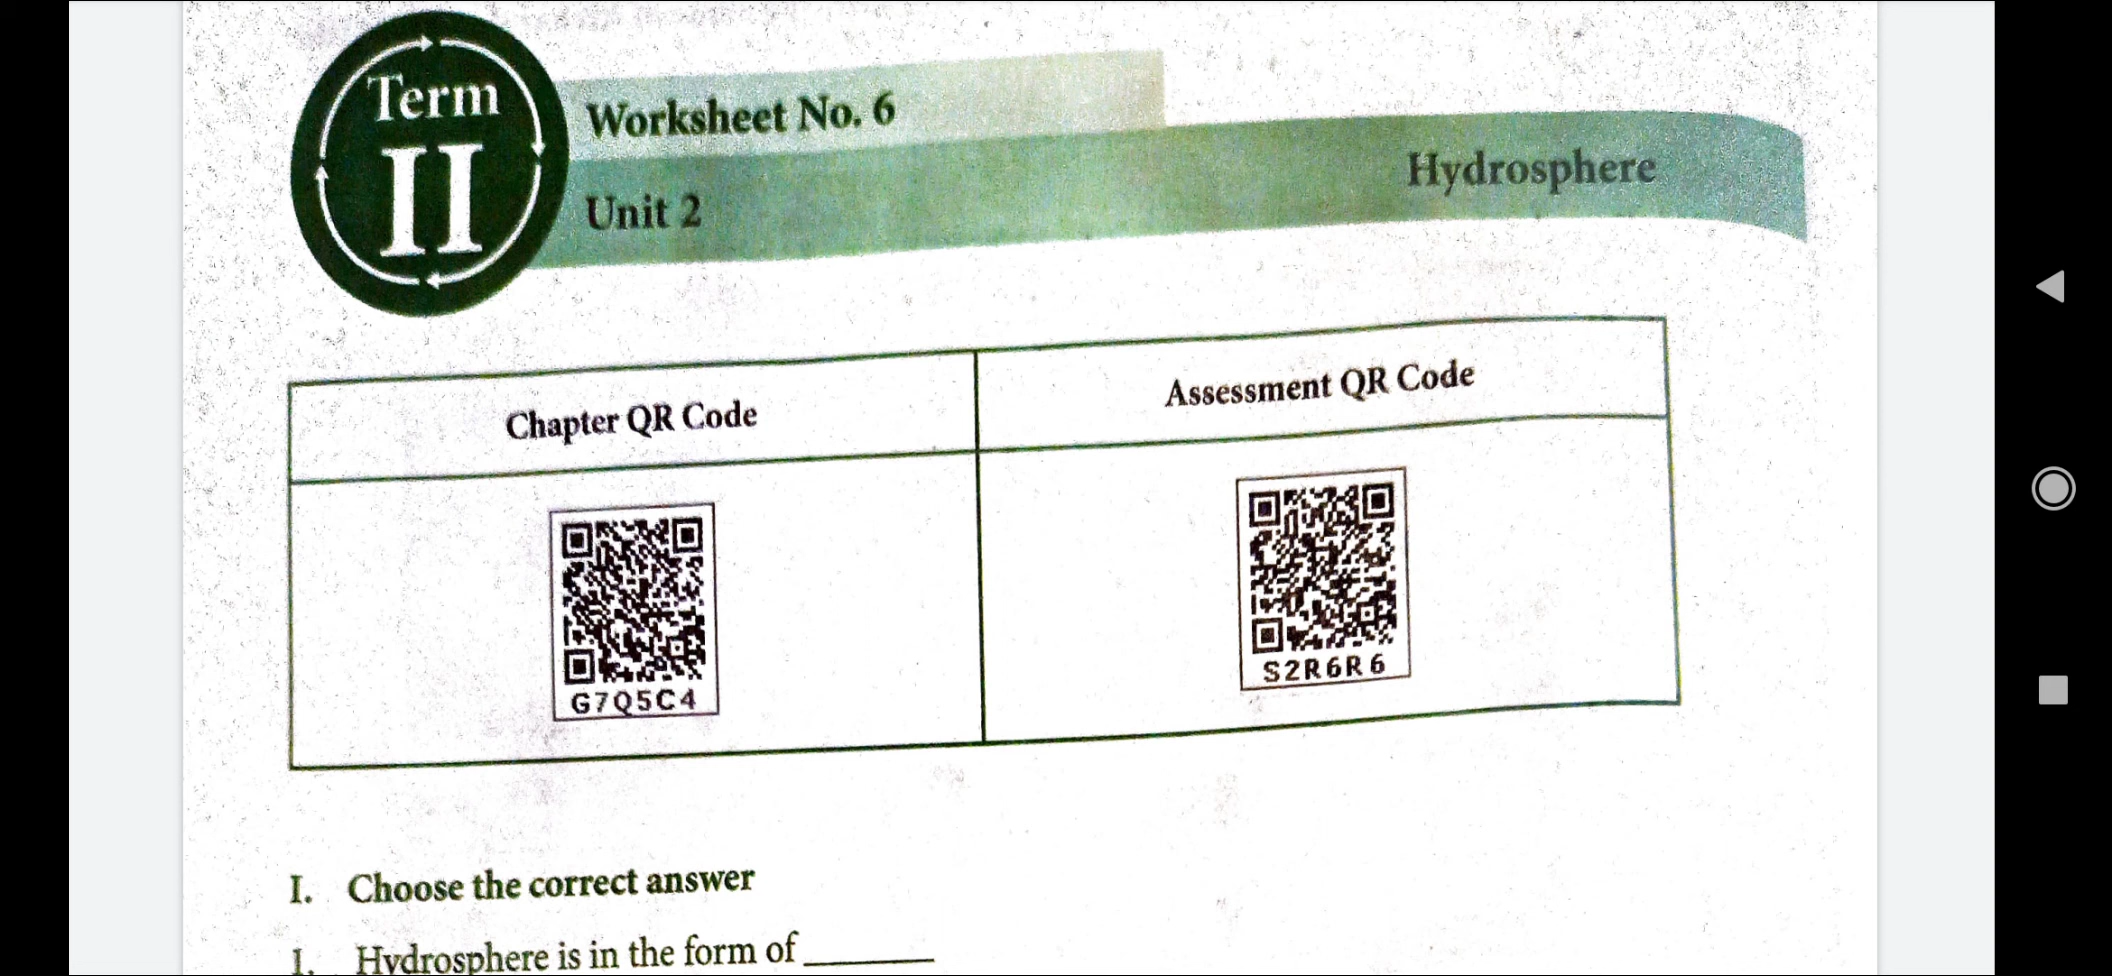 Term
II
Worksheet No. 6
Unit 2
Hydrosphere
Chapter QR Code
Assessment QR Code
G7Q5C4
S2R6R6
I. Choose the correct answer
1. Hydrosphere is in the form of ______